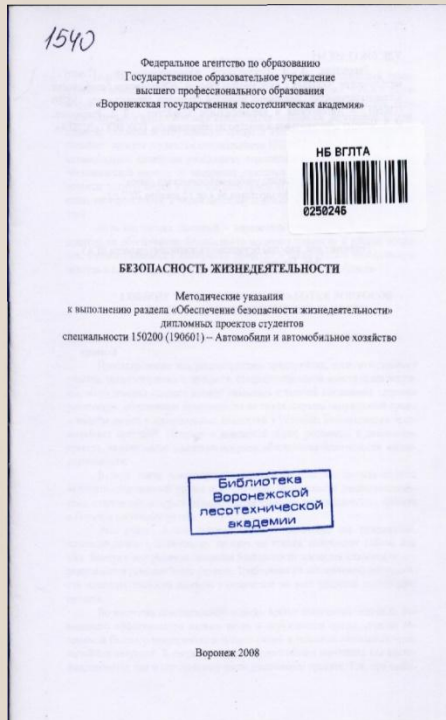 1540
Федеральное агентство по образованию
Государственное образовательное учреждение
высшего профессионального образования
«Воронежская государственная лесотехническая академия»
НБ ВГЛТА
0250246
БЕЗОПАСНОСТЬ ЖИЗНЕДЕЯТЕЛЬНОСТИ
Методические указания
к выполнению раздела «Обеспечение безопасности жизнедеятельности»
дипломных проектов студентов
специальности 150200 (190601) – Автомобили и автомобильное хозяйство
Библиотека
Воронежской
лесотехнической
академии
Воронеж 2008